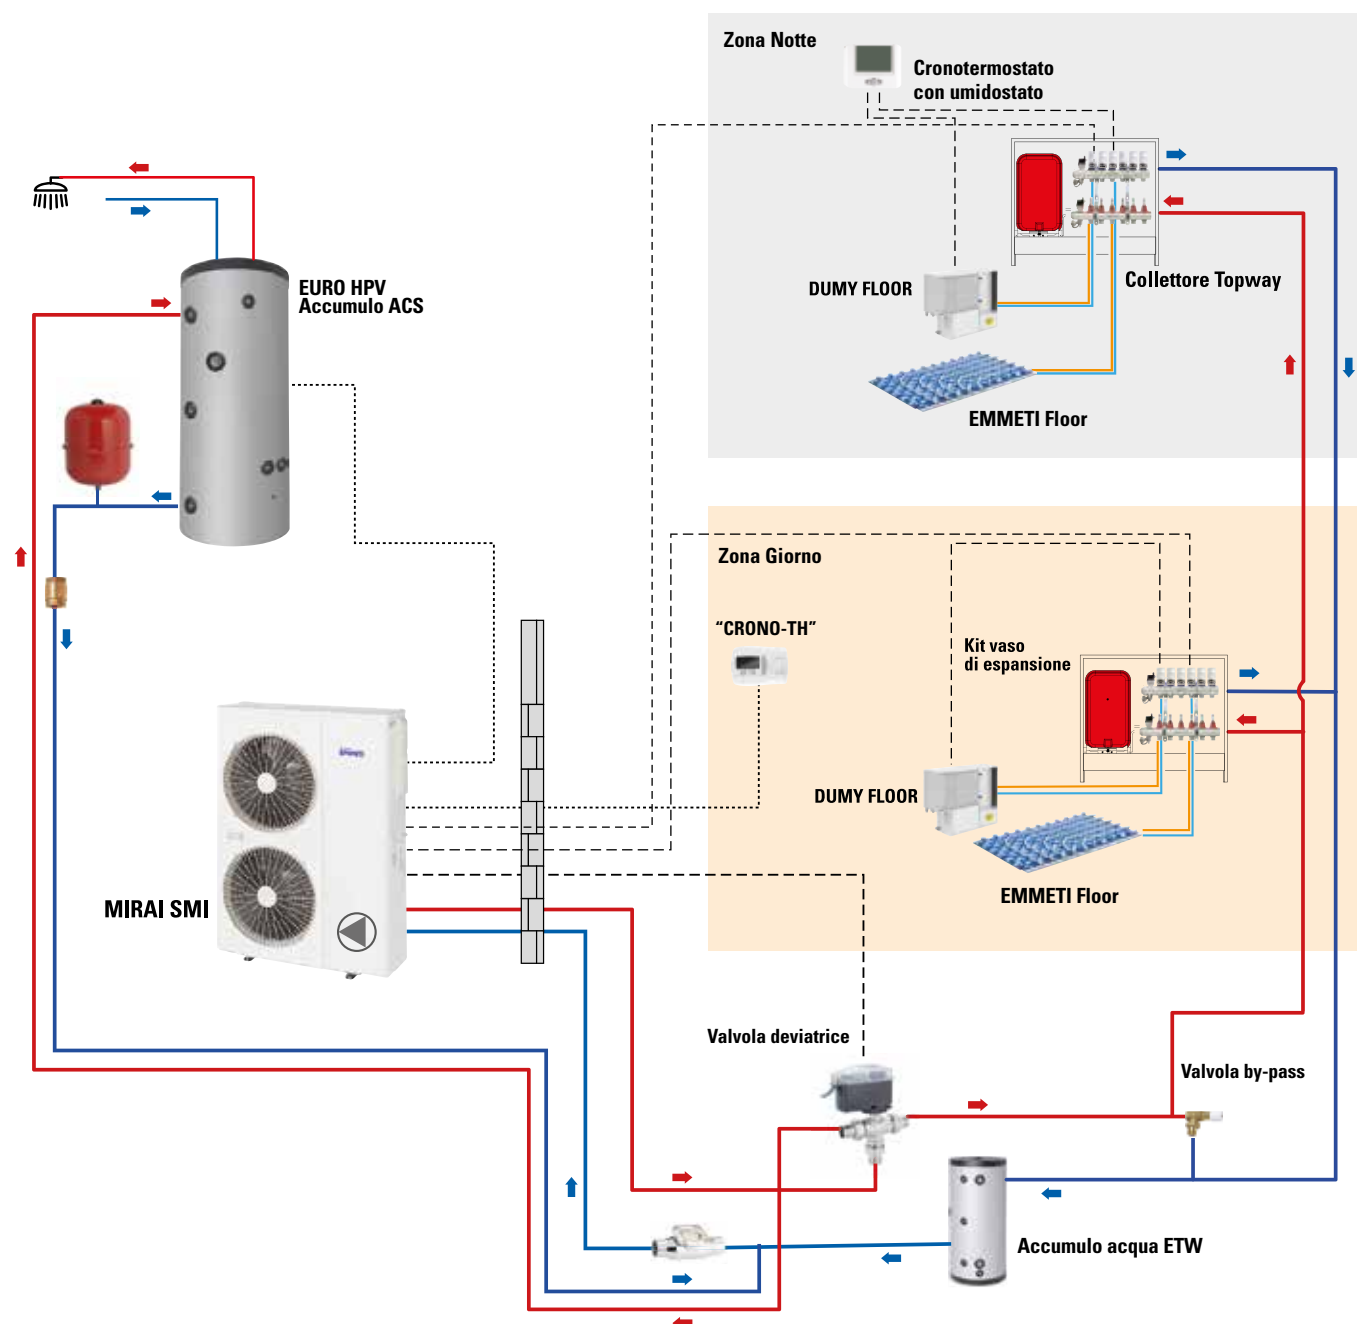 Zona Notte
Cronotermostato
con umidostato
EURO HPV
Accumulo ACS
DUMY FLOOR
Collettore Topway
EMMETI Floor
Zona Giorno
“CRONO-TH”
Kit vaso
di espansione
DUMY FLOOR
EMMETI Floor
MIRAI SMI
Valvola deviatrice
Valvola by-pass
Accumulo acqua ETW